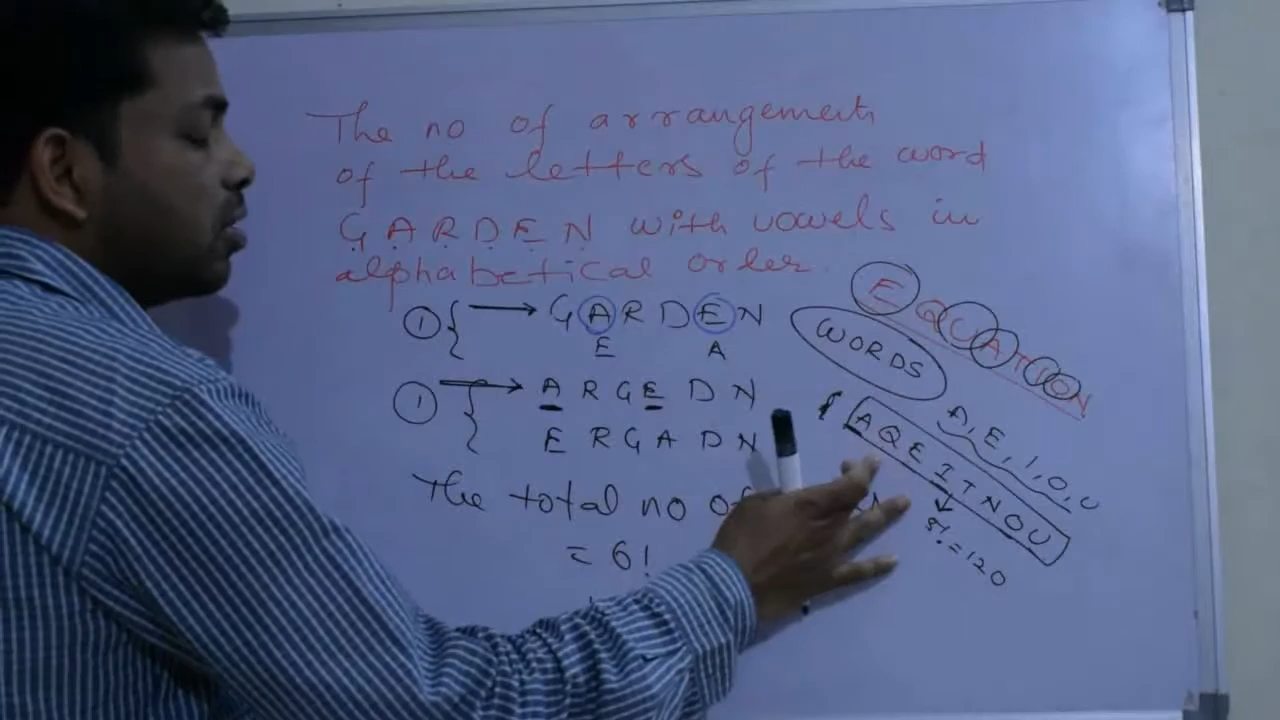 The no of arrangements
of the letters of the word
GARDEN with vowels in
alphabetical order.
① { → GARDEN
E A
① { → ARGEDN
ERGADN
The total no of
= 6!
EQUATION
WORDS
A, E, I, O, U
AQEITNOU
5! = 120